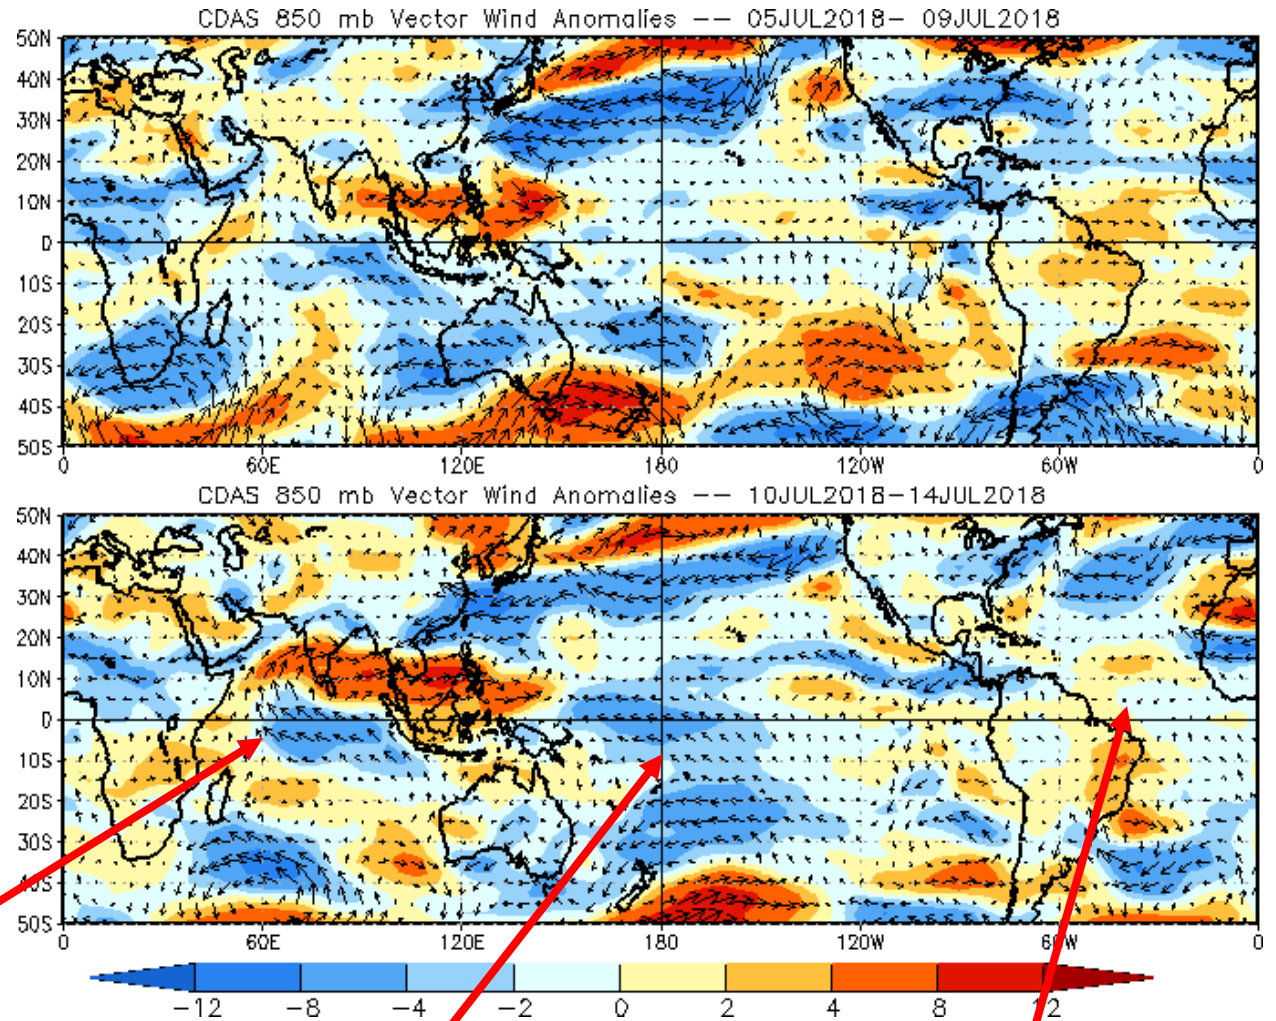 CDAS 850 mb Vector Wind Anomalies -- 05JUL2018- 09JUL2018
50N
40N
30N
20N
10N
0
10S
20S
30S
40S
50S
0 60E 120E 180 120W 60W 0
CDAS 850 mb Vector Wind Anomalies -- 10JUL2018-14JUL2018
50N
40N
30N
20N
10N
0
10S
20S
30S
40S
50S
0 60E 120E 180 120W 60W 0
-12 -8 -4 -2 0 2 4 8 12